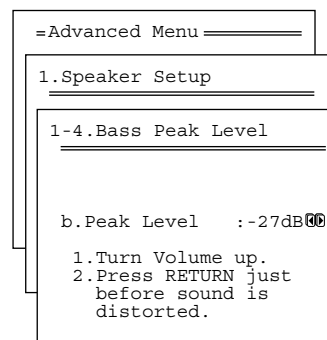 =Advanced Menu
1.Speaker Setup
1-4.Bass Peak Level
b.Peak Level :-27dB
1.Turn Volume up.
2.Press RETURN just
before sound is
distorted.